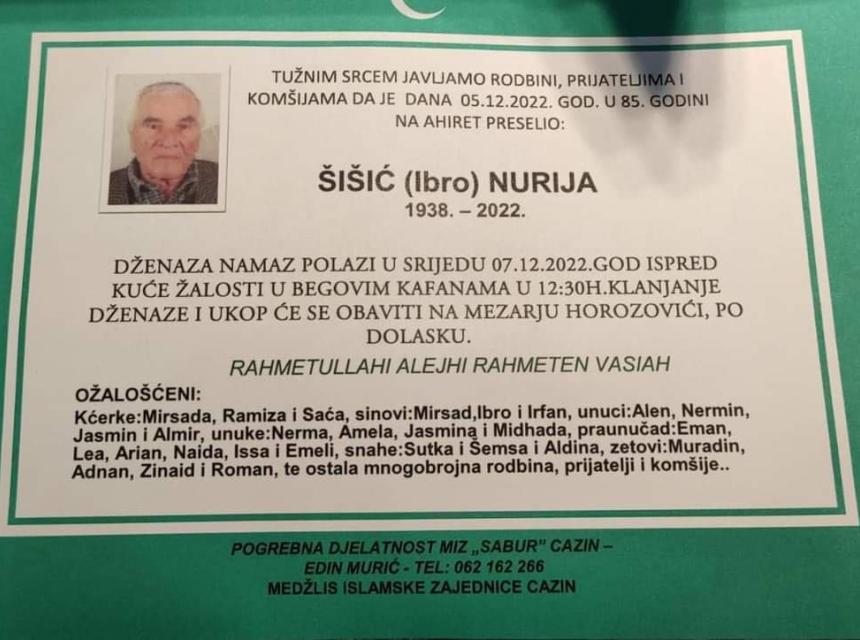 TUŽNIM SRCEM JAVLJAMO RODBINI, PRIJATELJIMA I
KOMŠIJAMA DA JE DANA 05.12.2022. GOD. U 85. GODINI
NA AHIRET PRESELIO:
ŠIŠIĆ (Ibro) NURIJA
1938. – 2022.
DŽENAZA NAMAZ POLAZI U SRIJEDU 07.12.2022.GOD ISPRED
KUĆE ŽALOSTI U BEGOVIM KAFANAMA U 12:30H.KLANJANJE
DŽENAZE I UKOP ĆE SE OBAVITI NA MEZARJU HOROZOVIĆI, PO
DOLASKU.
RAHMETULLAHI ALEJHI RAHMETEN VASIAH
OŽALOŠĆENI:
Kćerke:Mirsada, Ramiza i Saća, sinovi:Mirsad,Ibro i Irfan, unuci:Alen, Nermin,
Jasmin i Almir, unuke:Nerma, Amela, Jasmina i Midhada, praunučad:Eman,
Lea, Arian, Naida, Issa i Emeli, snahe:Sutka i Šemsa i Aldina, zetovi:Muradin,
Adnan, Zinaid i Roman, te ostala mnogobrojna rodbina, prijatelji i komšije..
POGREBNA DJELATNOST MIZ „SABUR" CAZIN –
EDIN MURIĆ - TEL: 062 162 266
MEDŽLIS ISLAMSKE ZAJEDNICE CAZIN